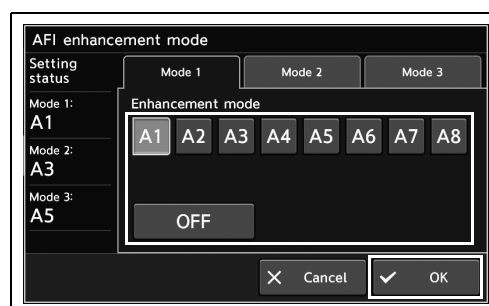 AFI enhancement mode
Setting status
Mode 1:
A1
Mode 2:
A3
Mode 3:
A5
Mode 1 Mode 2 Mode 3
Enhancement mode
A1 A2 A3 A4 A5 A6 A7 A8
OFF
Cancel OK